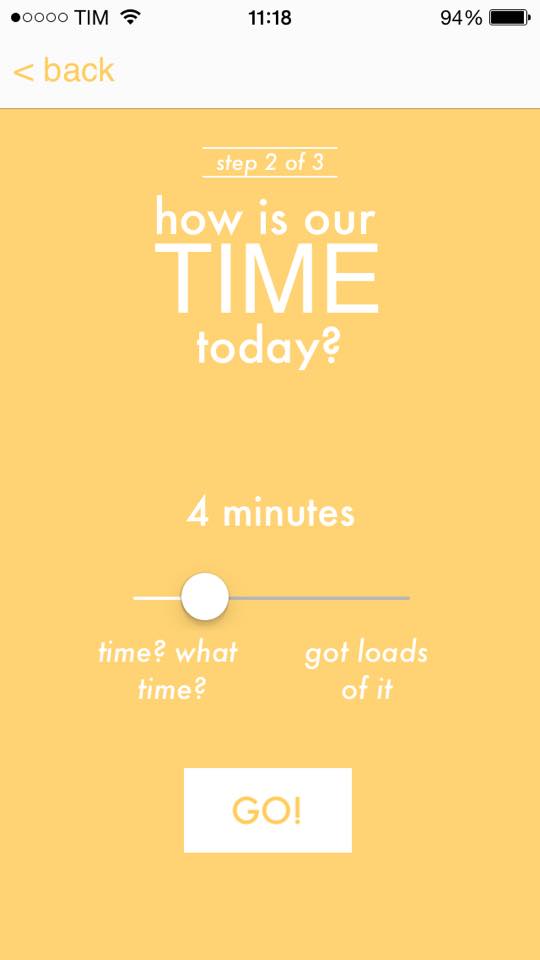 TIM 11:18 94%
< back
step 2 of 3
how is our
TIME
today?
4 minutes
time? what
time?
got loads
of it
GO!